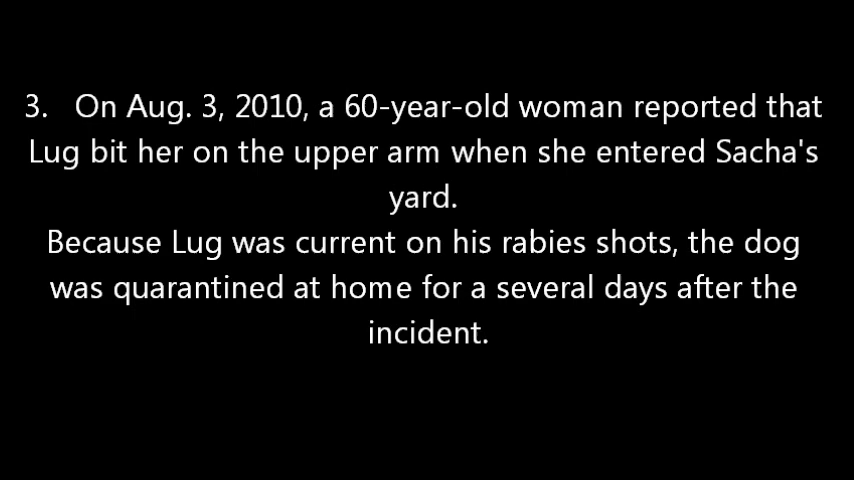 3. On Aug. 3, 2010, a 60-year-old woman reported that
Lug bit her on the upper arm when she entered Sacha's
yard.
Because Lug was current on his rabies shots, the dog
was quarantined at home for a several days after the
incident.